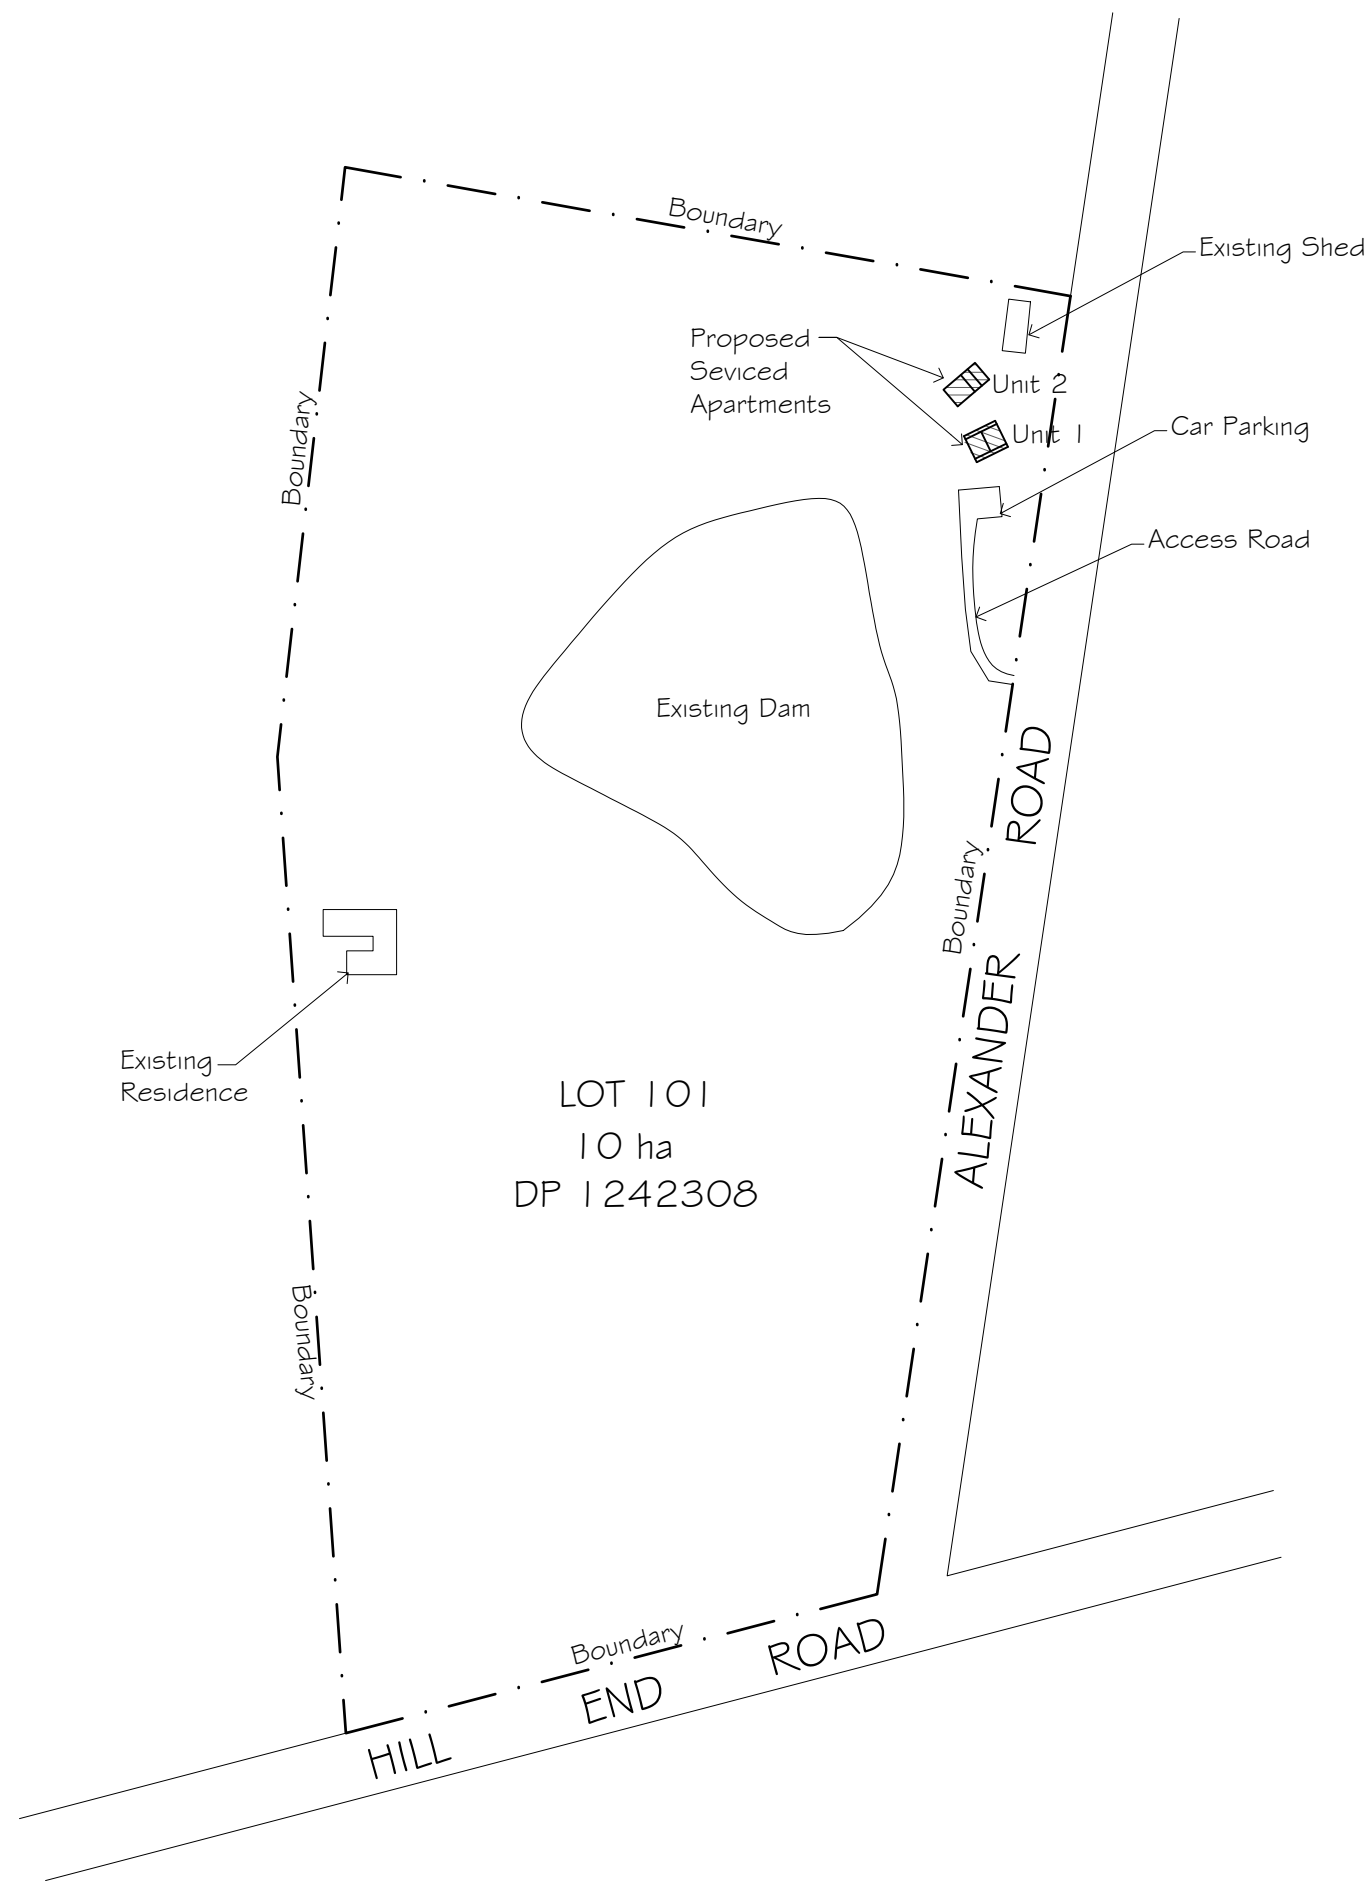 Boundary
Existing Shed
Proposed
Seviced
Apartments
Unit 2
Unit 1
Car Parking
Boundary
Access Road
Existing Dam
ALEXANDER ROAD
Boundary
Existing
Residence
LOT 101
10 ha
DP 1242308
Boundary
Boundary
HILL END ROAD